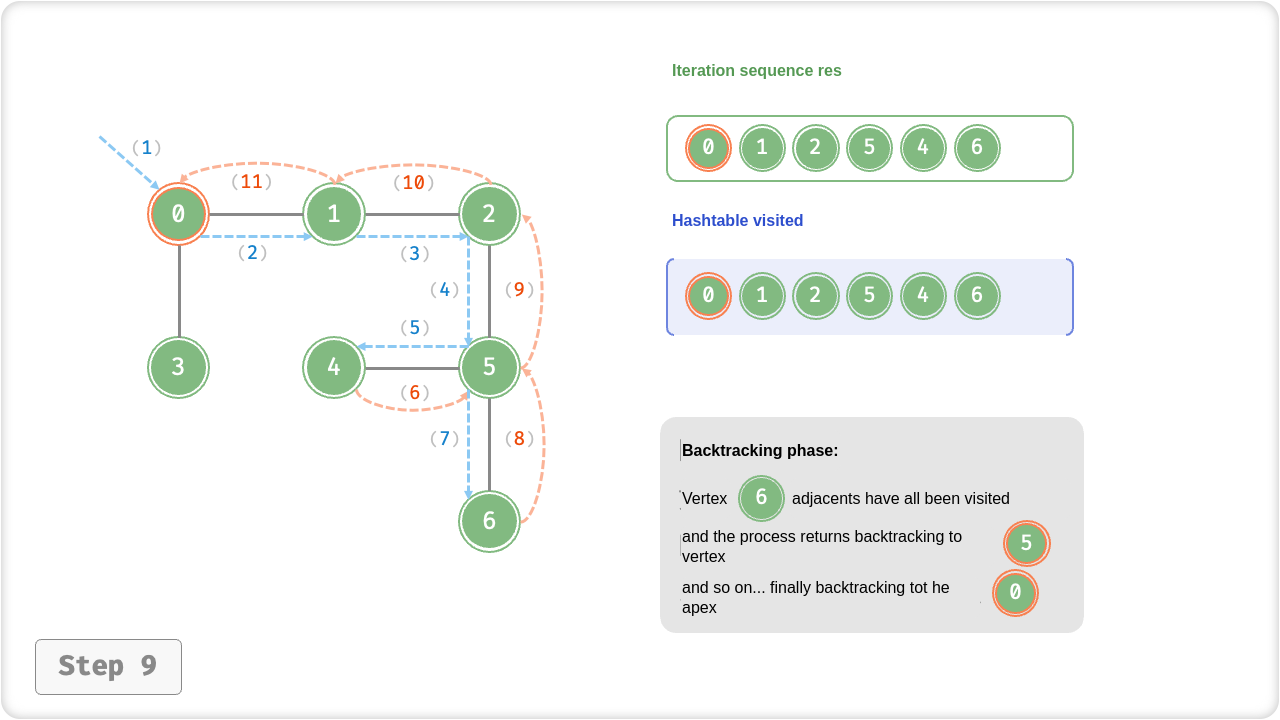 Iteration sequence res
0 1 2 5 4 6
(1)
(11)
(10)
0 1 2
(2)
(3)
Hashtable visited
0 1 2 5 4 6
(4)
(9)
(5)
3 4 5
(6)
(7)
(8)
6
Backtracking phase:
Vertex 6 adjacents have all been visited
and the process returns backtracking to
vertex 5
and so on... finally backtracking tot he
apex 0
Step 9